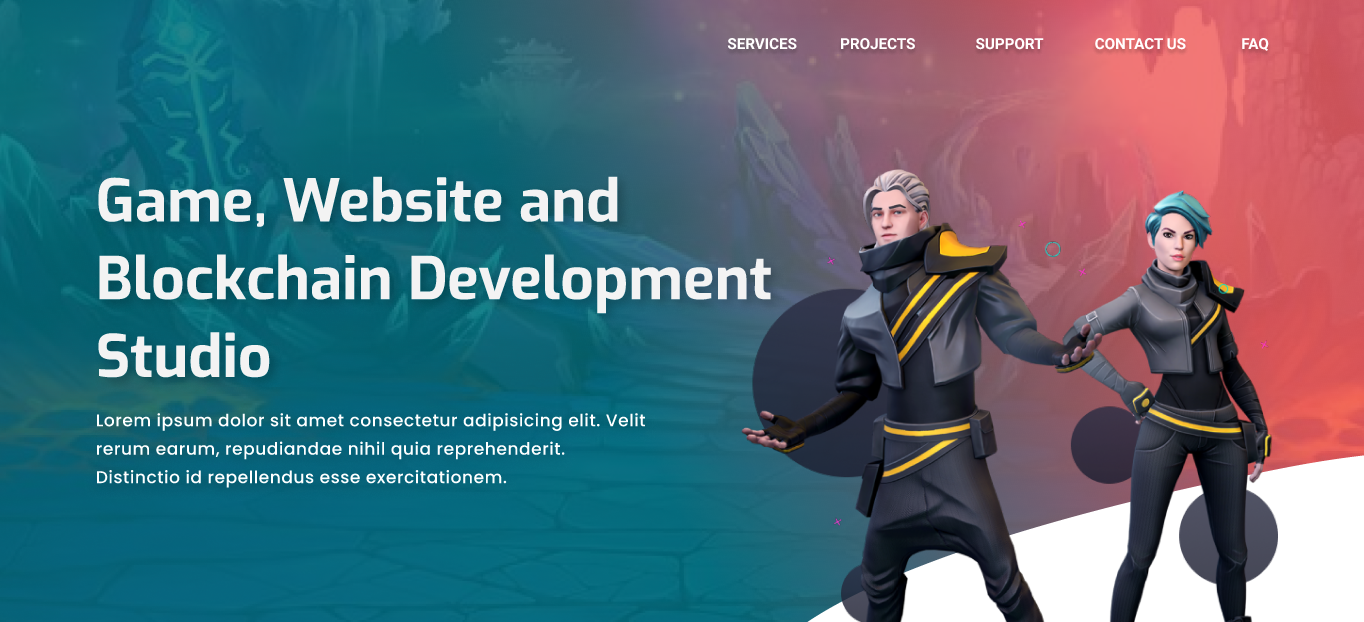 SERVICES PROJECTS SUPPORT CONTACT US FAQ
Game, Website and
Blockchain Development
Studio
Lorem ipsum dolor sit amet consectetur adipisicing elit. Velit
rerum earum, repudiandae nihil quia reprehenderit.
Distinctio id repellendus esse exercitationem.